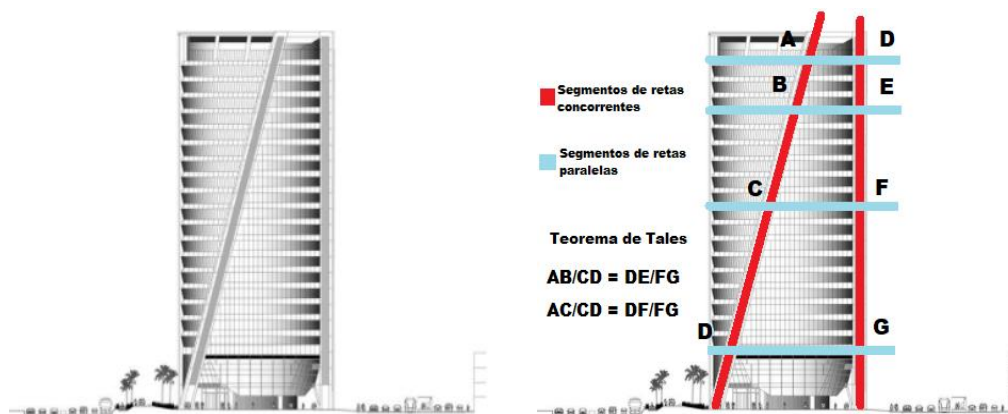 A D
B E
Segmentos de retas
concorrentes
Segmentos de retas
paralelas
C F
Teorema de Tales
AB/CD = DE/FG
AC/CD = DF/FG
D G